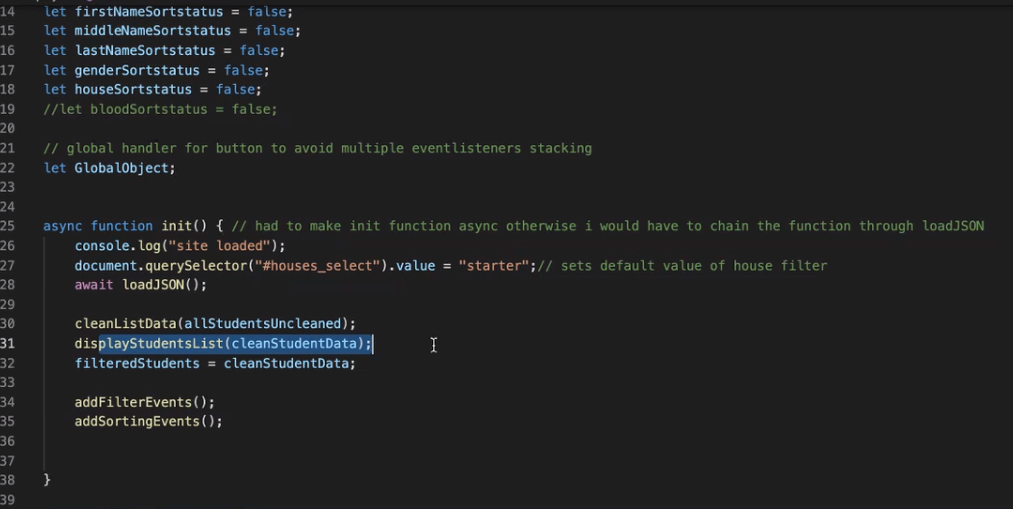 14 let firstNameSortstatus = false;
15 let middleNameSortstatus = false;
16 let lastNameSortstatus = false;
17 let genderSortstatus = false;
18 let houseSortstatus = false;
19 //let bloodSortstatus = false;
20
21 // global handler for button to avoid multiple eventlisteners stacking
22 let GlobalObject;
23
24
25 async function init() { // had to make init function async otherwise i would have to chain the function through loadJSON
26 console.log("site loaded");
27 document.querySelector("#houses_select").value = "starter";// sets default value of house filter
28 await loadJSON();
29
30 cleanListData(allStudentsUncleaned);
31 displayStudentsList(cleanStudentData);
32 filteredStudents = cleanStudentData;
33
34 addFilterEvents();
35 addSortingEvents();
36
37
38 }
39